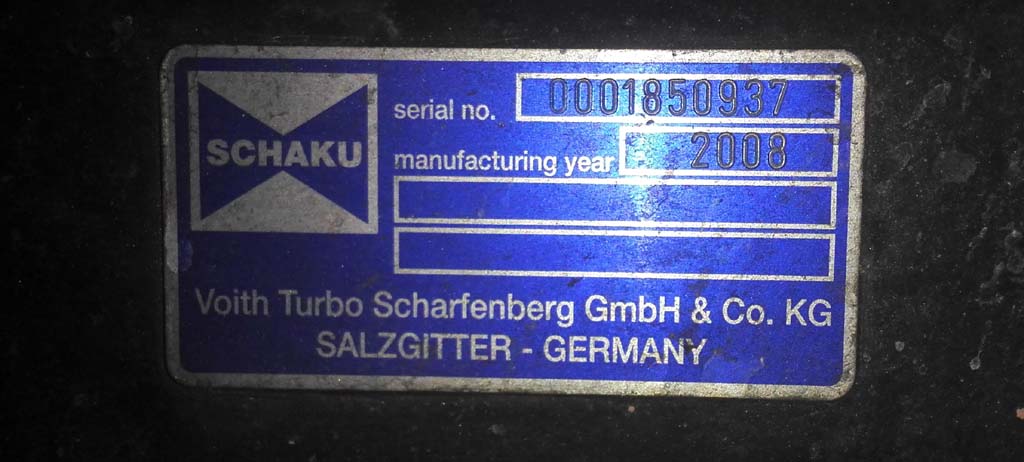 SCHAKU
serial no. 0001850937
manufacturing year 2008
Voith Turbo Scharfenberg GmbH & Co. KG
SALZGITTER - GERMANY